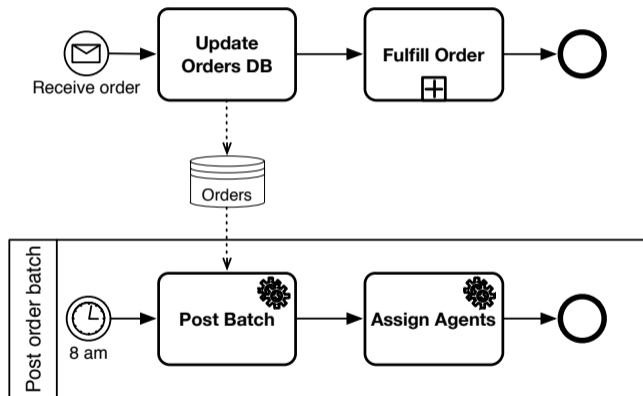 Update
Orders DB
Fulfill Order
Receive order
Orders
Post order batch
Post Batch
Assign Agents
8 am